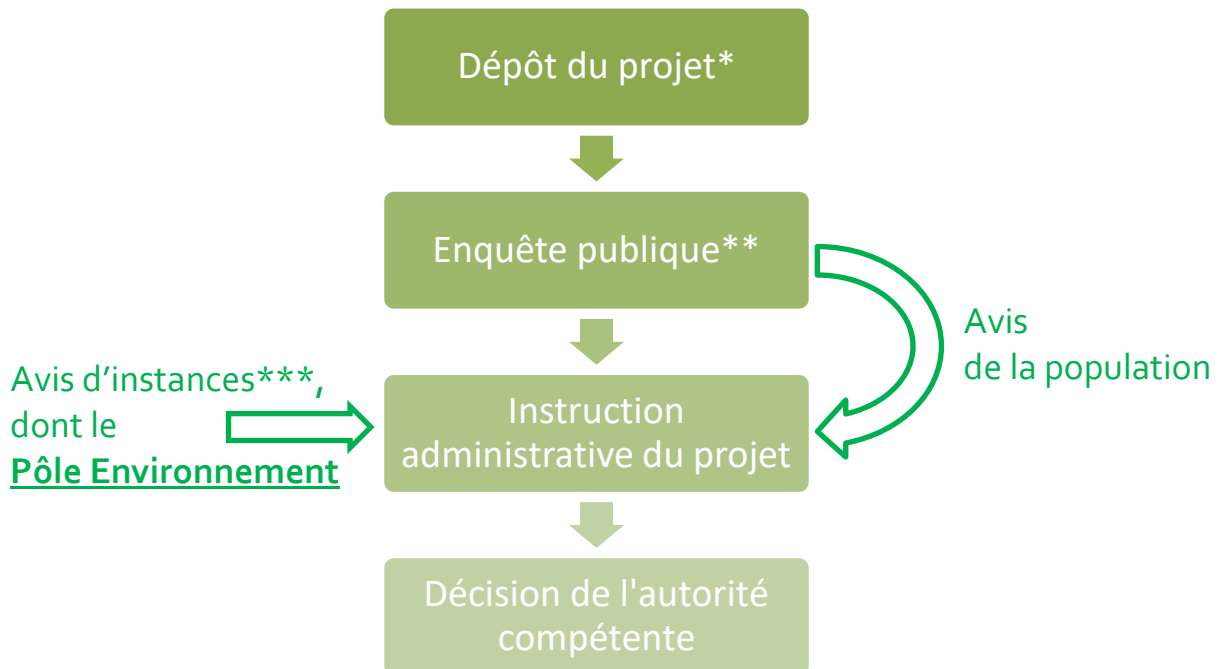 Dépôt du projet*
Enquête publique**
Avis
de la population
Avis d’instances***,
dont le
Pôle Environnement
Instruction
administrative du projet
Décision de l'autorité
compétente